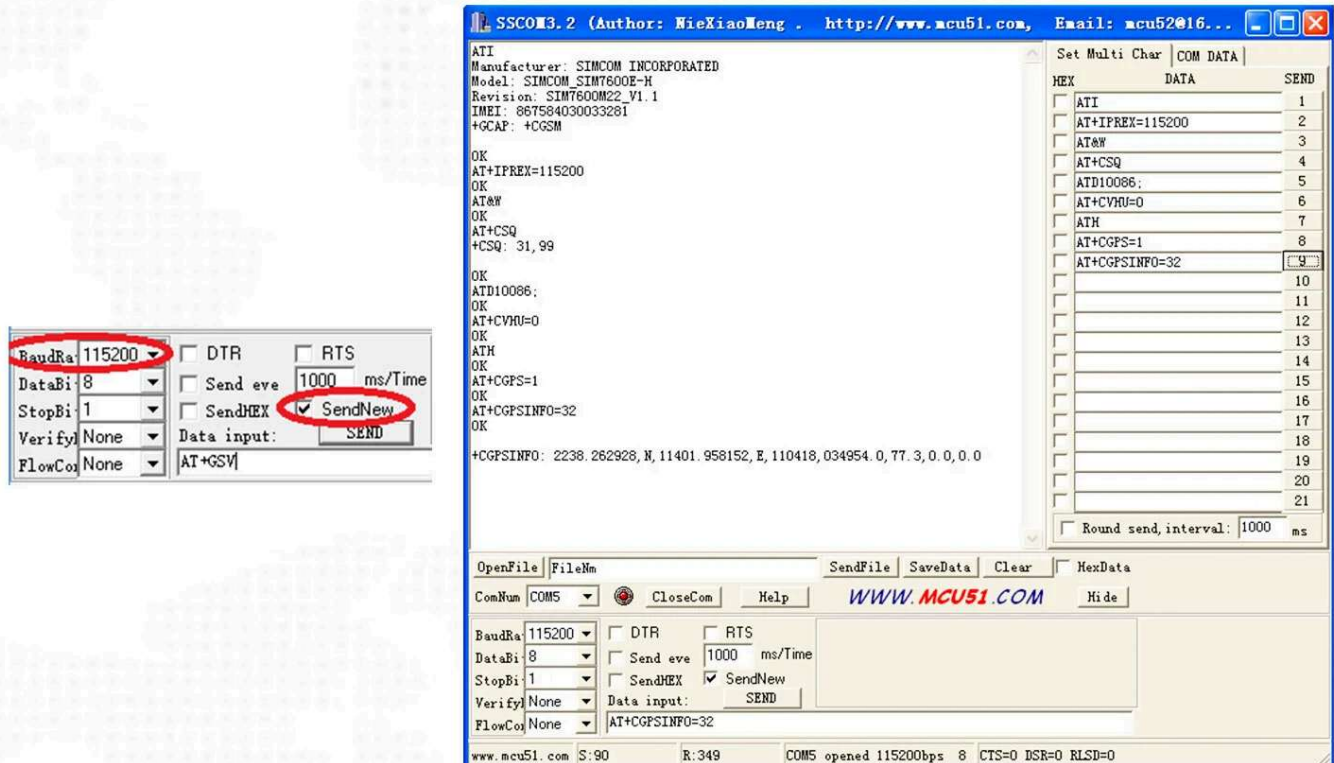 BaudRa 115200 DTR RTS
DataBi 8 Send eve 1000 ms/Time
StopBi 1 SendHEX SendNew
Verifyl None Data input: SEND
FlowCoi None AT+GSV
SSCOM3.2 (Author: NieXiaoMeng . http://www.mcu51.com, Email: mcu52@16...
ATI
Manufacturer: SIMCOM INCORPORATED
Model: SIMCOM_SIM7600E-H
Revision: SIM7600M22_V1.1
IMEI: 867584030033281
+GCAP: +CGSM
OK
AT+IPREX=115200
OK
AT&W
OK
AT+CSQ
+CSQ: 31,99
OK
ATD10086;
OK
AT+CVHU=0
OK
ATH
OK
AT+CGPS=1
OK
AT+CGPSINFO=32
OK
+CGPSINFO: 2238.262928,N,11401.958152,E,110418,034954.0,77.3,0.0,0.0
Set Multi Char COM DATA
HEX DATA SEND
ATI 1
AT+IPREX=115200 2
AT&W 3
AT+CSQ 4
ATD10086; 5
AT+CVHU=0 6
ATH 7
AT+CGPS=1 8
AT+CGPSINFO=32 9
10
11
12
13
14
15
16
17
18
19
20
21
Round send,interval: 1000 ms
OpenFile FileNm SendFile SaveData Clear HexData
ComNum COM5 CloseCom Help WWW.MCU51.COM Hide
BaudRa 115200 DTR RTS
DataBi 8 Send eve 1000 ms/Time
StopBi 1 SendHEX SendNew
Verifyl None Data input: SEND
FlowCoi None AT+CGPSINFO=32
www.mcu51.com S:90 R:349 COM5 opened 115200bps 8 CTS=0 DSR=0 RLSD=0